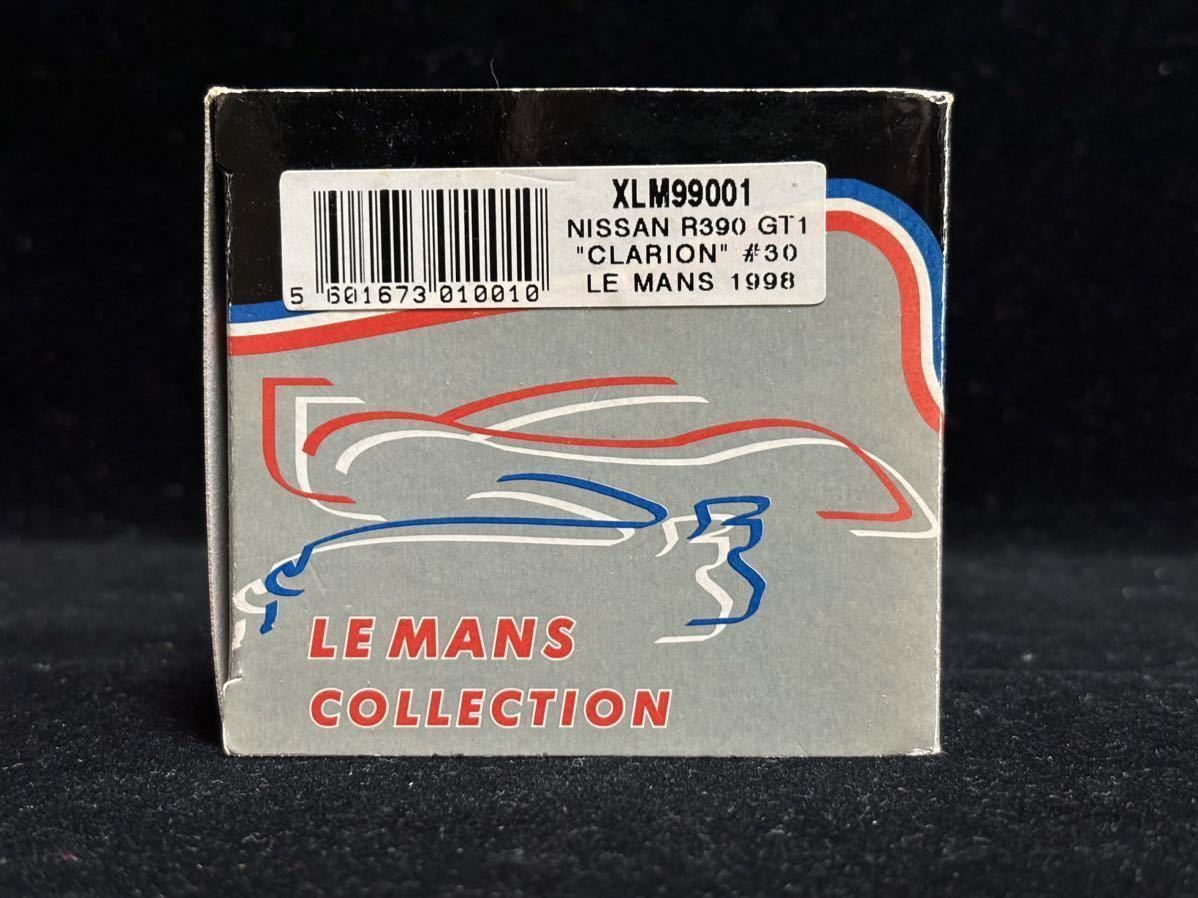 XLM99001
NISSAN R390 GT1
"CLARION" #30
LE MANS 1998
5 601673 010010
LE MANS
COLLECTION